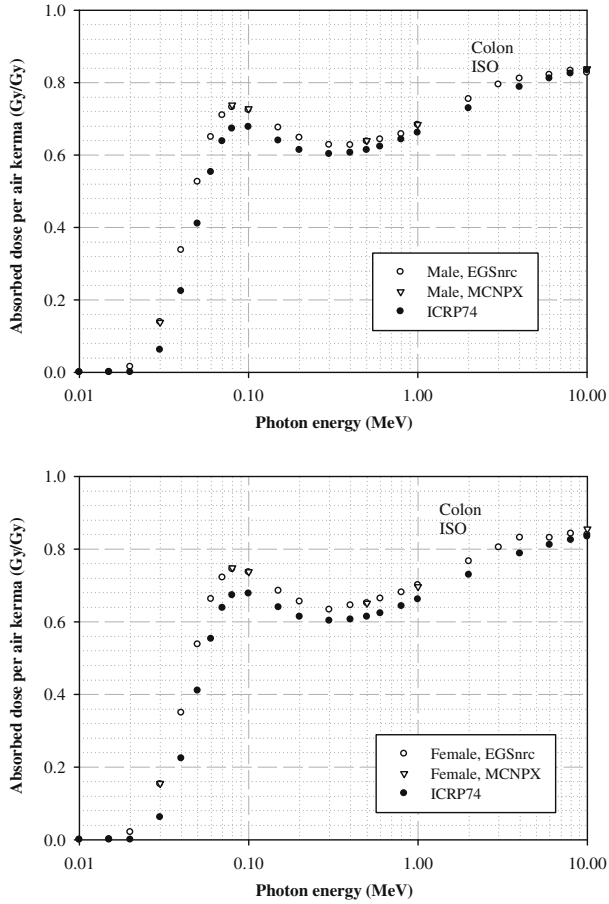 1.0
Colon
ISO
0.8
0.6
0.4
Male, EGSnrc
Male, MCNPX
ICRP74
0.2
0.0
0.01 0.10 1.00 10.00
Absorbed dose per air kerma (Gy/Gy)
Photon energy (MeV)
1.0
Colon
ISO
0.8
0.6
0.4
Female, EGSnrc
Female, MCNPX
ICRP74
0.2
0.0
0.01 0.10 1.00 10.00
Absorbed dose per air kerma (Gy/Gy)
Photon energy (MeV)